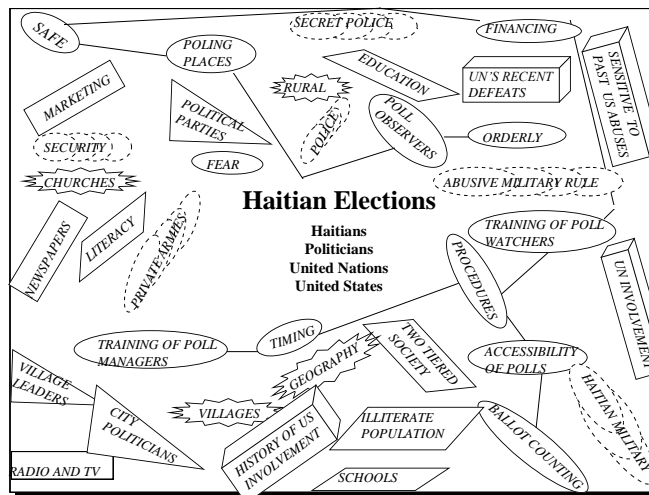 SAFE
SECRET POLICE
FINANCING
POLING
PLACES
EDUCATION
UN'S RECENT
DEFEATS
SENSITIVE TO
PAST US ABUSES
MARKETING
RURAL
POLITICAL
PARTIES
POLICE
POLL
OBSERVERS
ORDERLY
SECURITY
FEAR
CHURCHES
ABUSIVE MILITARY RULE
Haitian Elections
Haitians
Politicians
United Nations
United States
NEWSPAPERS
LITERACY
PRIVATE ARMIES
TRAINING OF POLL
WATCHERS
PROCEDURES
UN INVOLVEMENT
TRAINING OF POLL
MANAGERS
TIMING
GEOGRAPHY
TWO TIERED
SOCIETY
ACCESSIBILITY
OF POLLS
VILLAGE
LEADERS
CITY
POLITICIANS
VILLAGES
HISTORY OF US
INVOLVEMENT
ILLITERATE
POPULATION
BALLOT COUNTING
HAITIAN MILITARY
RADIO AND TV
SCHOOLS